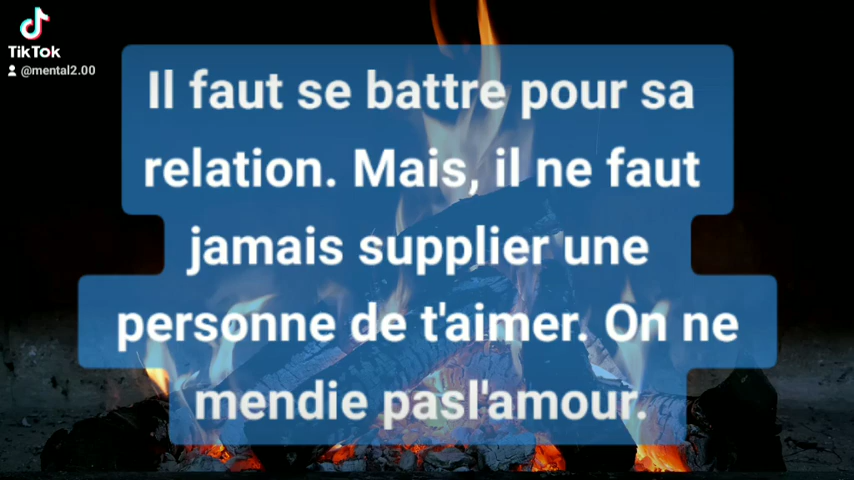 TikTok
@mental2.00
Il faut se battre pour sa
relation. Mais, il ne faut
jamais supplier une
personne de t'aimer. On ne
mendie pasl'amour.